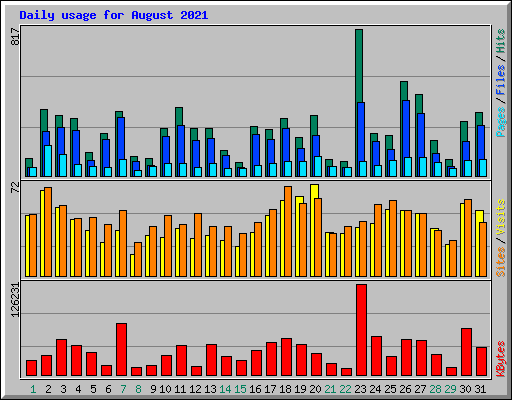 Daily usage for August 2021
817
Pages / Files / Hits
72
Sites / Visits
126231
KBytes
1 2 3 4 5 6 7 8 9 10 11 12 13 14 15 16 17 18 19 20 21 22 23 24 25 26 27 28 29 30 31